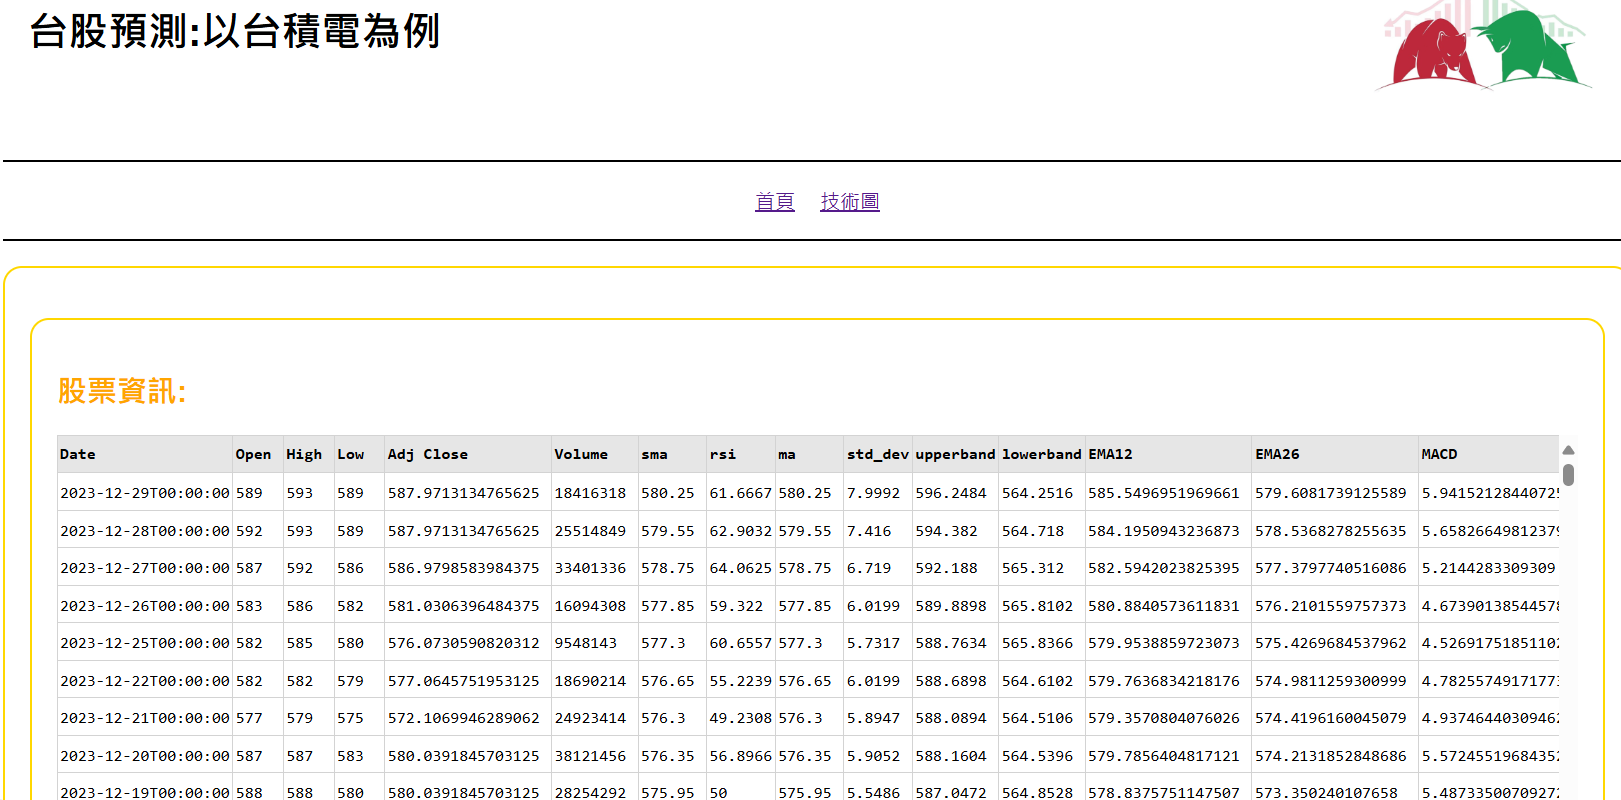 台股預測:以台積電為例
首頁 技術圖
股票資訊:
Date Open High Low Adj Close Volume sma rsi ma std_dev upperband lowerband EMA12 EMA26 MACD
2023-12-29T00:00:00 589 593 589 587.9713134765625 18416318 580.25 61.6667 580.25 7.9992 596.2484 564.2516 585.5496951969661 579.6081739125589 5.9415212844072
2023-12-28T00:00:00 592 593 589 587.9713134765625 25514849 579.55 62.9032 579.55 7.416 594.382 564.718 584.1950943236873 578.5368278255635 5.6582664981237
2023-12-27T00:00:00 587 592 586 586.9798583984375 33401336 578.75 64.0625 578.75 6.719 592.188 565.312 582.5942023825395 577.3797740516086 5.2144283309309
2023-12-26T00:00:00 583 586 582 581.0306396484375 16094308 577.85 59.322 577.85 6.0199 589.8898 565.8102 580.8840573611831 576.2101559757373 4.6739013854457
2023-12-25T00:00:00 582 585 580 576.0730590820312 9548143 577.3 60.6557 577.3 5.7317 588.7634 565.8366 579.9538859723073 575.4269684537962 4.5269175185110
2023-12-22T00:00:00 582 582 579 577.0645751953125 18690214 576.65 55.2239 576.65 6.0199 588.6898 564.6102 579.7636834218176 574.9811259300999 4.7825574917177
2023-12-21T00:00:00 577 579 575 572.1069946289062 24923414 576.3 49.2308 576.3 5.8947 588.0894 564.5106 579.3570804076026 574.4196160045079 4.9374644030946
2023-12-20T00:00:00 587 587 583 580.0391845703125 38121456 576.35 56.8966 576.35 5.9052 588.1604 564.5396 579.7856404817121 574.2131852848686 5.5724551968435
2023-12-19T00:00:00 588 588 580 580.0391845703125 28254292 575.95 50 575.95 5.5486 587.0472 564.8528 578.8375751147507 573.350240107658 5.4873350070927